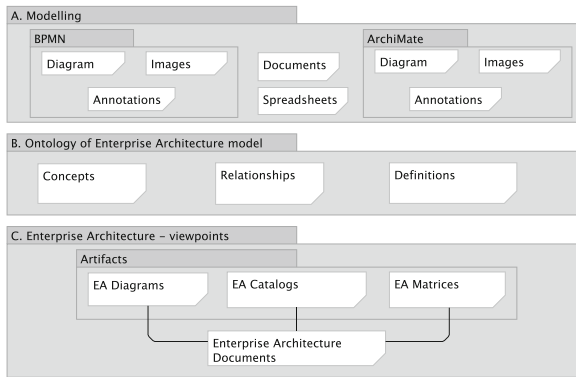 A. Modelling
BPMN
Diagram
Images
Annotations
Documents
Spreadsheets
ArchiMate
Diagram
Images
Annotations
B. Ontology of Enterprise Architecture model
Concepts
Relationships
Definitions
C. Enterprise Architecture – viewpoints
Artifacts
EA Diagrams
EA Catalogs
EA Matrices
Enterprise Architecture
Documents